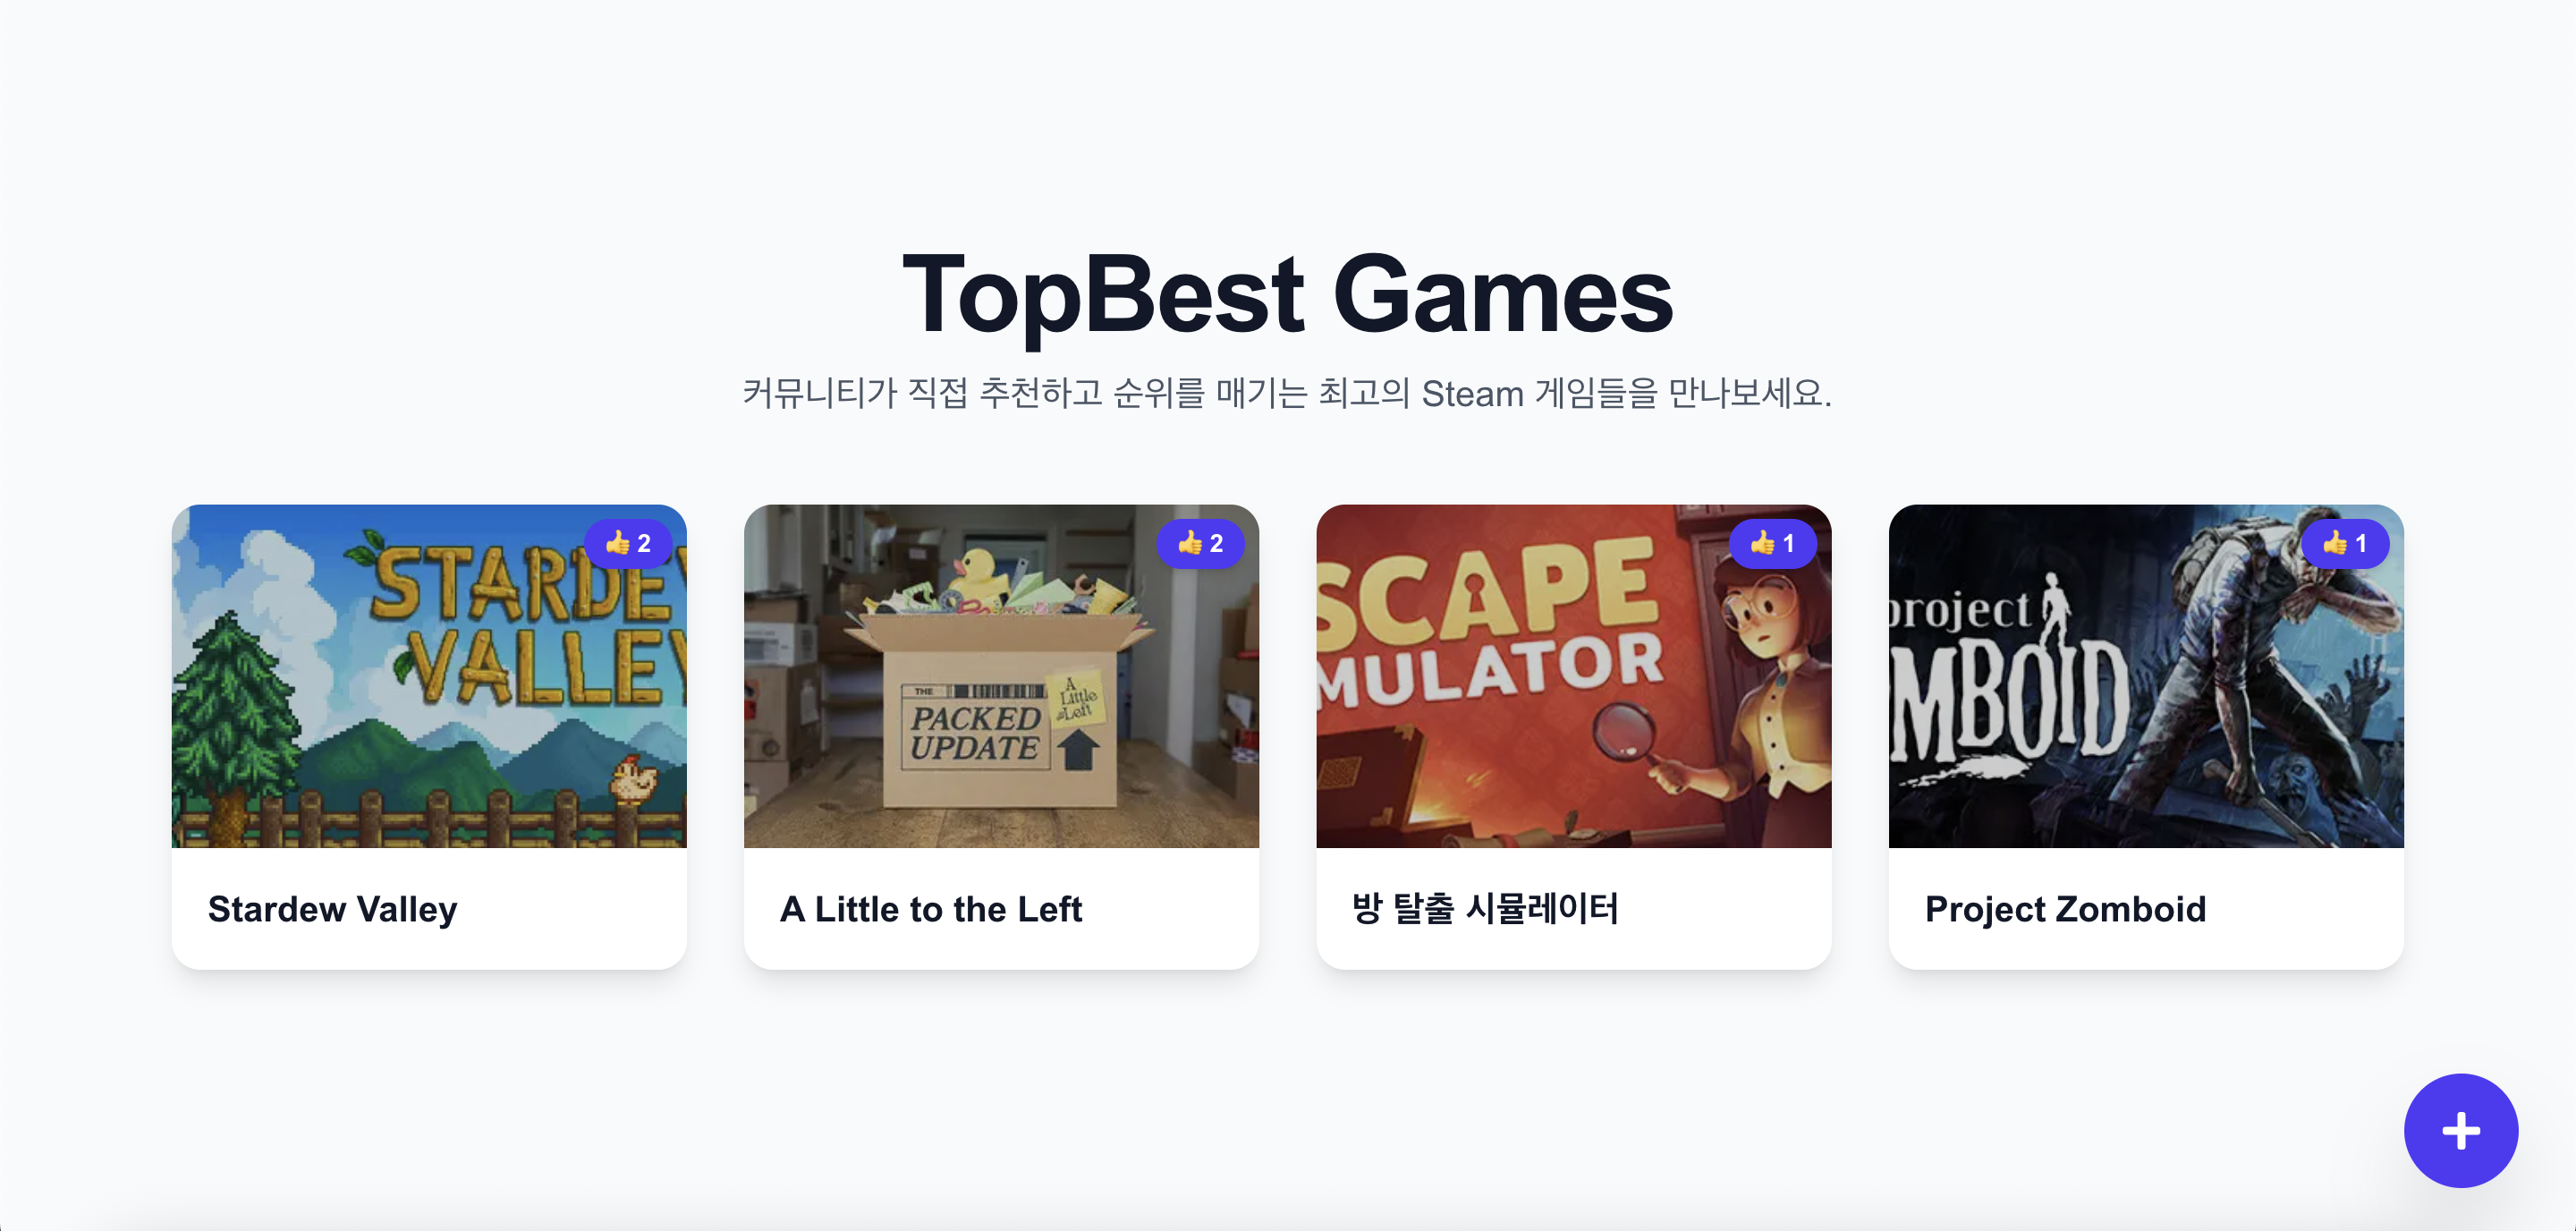 TopBest Games
커뮤니티가 직접 추천하고 순위를 매기는 최고의 Steam 게임들을 만나보세요.
👍 2
STARDEW
VALLEY
Stardew Valley
👍 2
THE
PACKED
UPDATE
A
Little
to the Left
A Little to the Left
👍 1
SCAPE
MULATOR
방 탈출 시뮬레이터
👍 1
project
MBOID
Project Zomboid
+